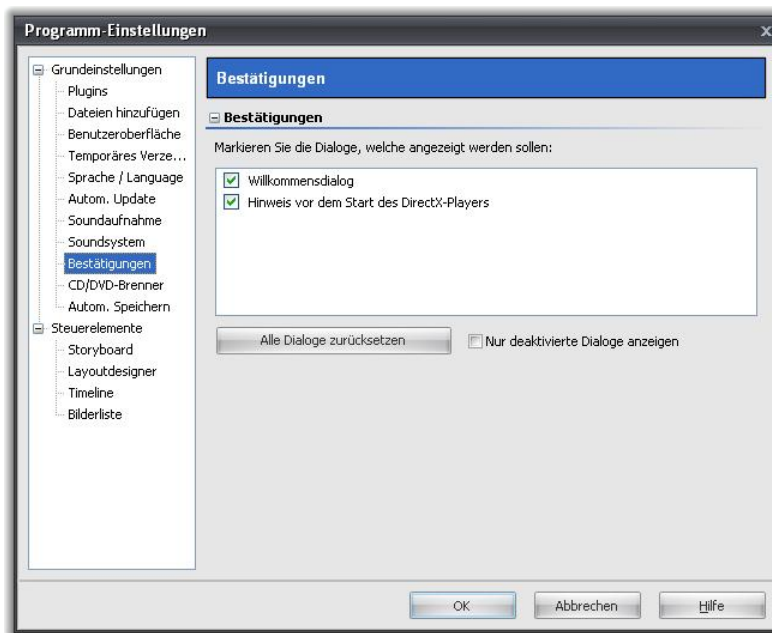 Programm-Einstellungen
x
Grundeinstellungen
Plugins
Dateien hinzufügen
Benutzeroberfläche
Temporäres Verze...
Sprache / Language
Autom. Update
Soundaufnahme
Soundsystem
Bestätigungen
CD/DVD-Brenner
Autom. Speichern
Steuerelemente
Storyboard
Layoutdesigner
Timeline
Bilderliste
Bestätigungen
Bestätigungen
Markieren Sie die Dialoge, welche angezeigt werden sollen:
Willkommensdialog
Hinweis vor dem Start des DirectX-Players
Alle Dialoge zurücksetzen
Nur deaktivierte Dialoge anzeigen
OK
Abbrechen
Hilfe